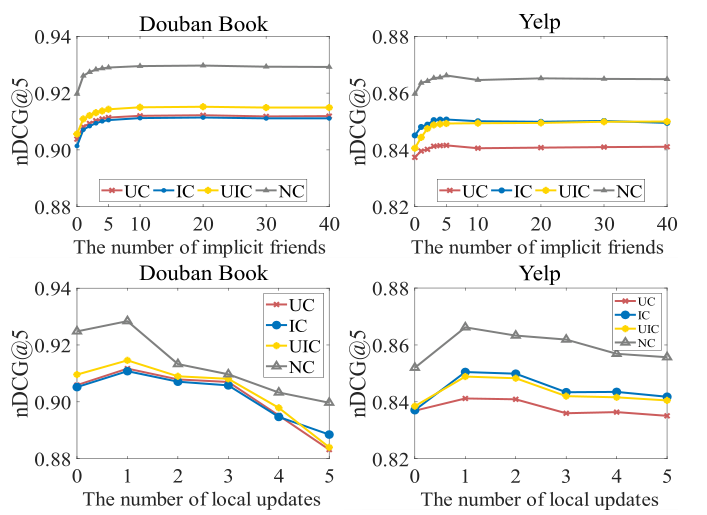 Douban Book
nDCG@5
0.94
0.92
0.90
0.88
UC IC UIC NC
0 2 5 10 20 30 40
The number of implicit friends
Yelp
nDCG@5
0.88
0.86
0.84
0.82
UC IC UIC NC
0 2 5 10 20 30 40
The number of implicit friends
Douban Book
nDCG@5
0.94
0.92
0.90
0.88
UC
IC
UIC
NC
0 1 2 3 4 5
The number of local updates
Yelp
nDCG@5
0.88
0.86
0.84
0.82
UC
IC
UIC
NC
0 1 2 3 4 5
The number of local updates